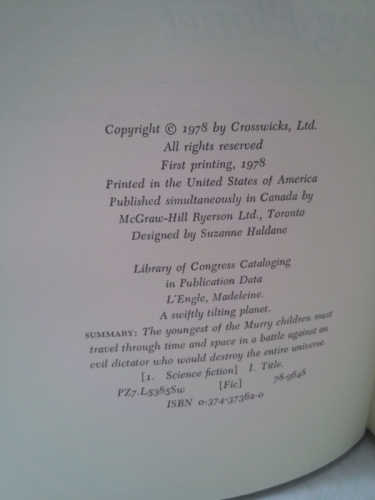 Copyright © 1978 by Crosswicks, Ltd.
All rights reserved
First printing, 1978
Printed in the United States of America
Published simultaneously in Canada by
McGraw-Hill Ryerson Ltd., Toronto
Designed by Suzanne Haldane
Library of Congress Cataloging
in Publication Data
L'Engle, Madeleine.
A swiftly tilting planet.
SUMMARY: The youngest of the Murry children must
travel through time and space in a battle against an
evil dictator who would destroy the entire universe.
[1. Science fiction] I. Title.
PZ7.L5385Sw [Fic] 78-9648
ISBN 0-374-37362-0